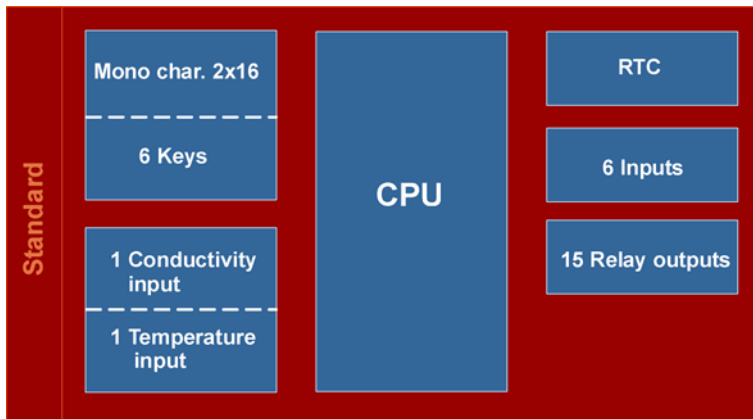 Standard
Mono char. 2x16
6 Keys
1 Conductivity
input
1 Temperature
input
CPU
RTC
6 Inputs
15 Relay outputs